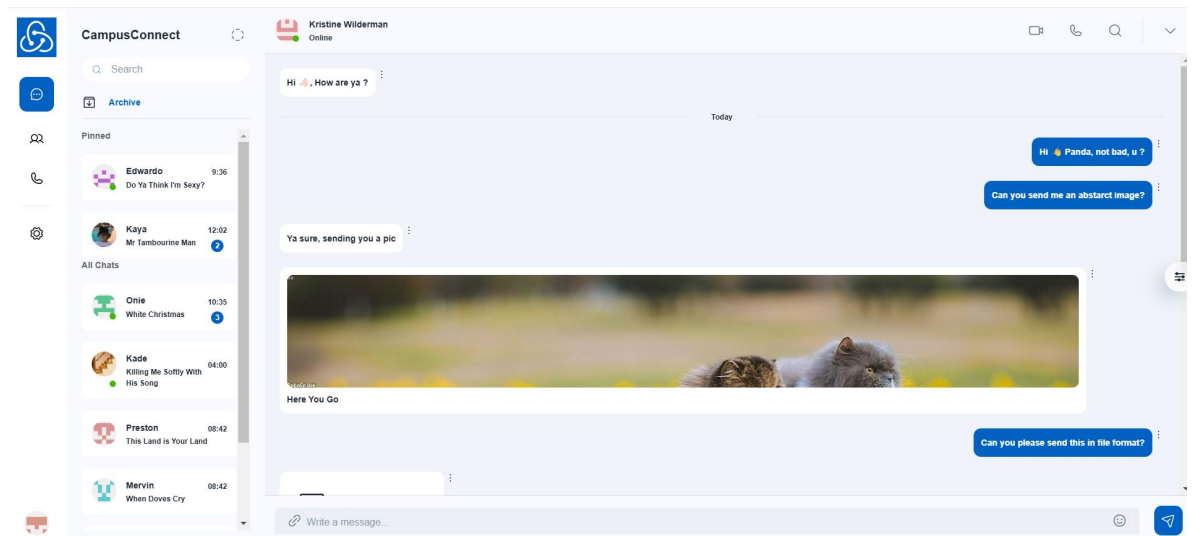 CampusConnect
Search
Archive
Pinned
Edwardo
9:36
Do Ya Think I'm Sexy?
Kaya
12:02
Mr Tambourine Man
2
All Chats
Onie
10:35
White Christmas
3
Kade
04:00
Killing Me Softly With
His Song
Preston
08:42
This Land is Your Land
Mervin
08:42
When Doves Cry
Kristine Wilderman
Online
Hi 👋🏻, How are ya ?
Today
Hi 👋 Panda, not bad, u ?
Can you send me an abstarct image?
Ya sure, sending you a pic
Here You Go
Can you please send this in file format?
Write a message...